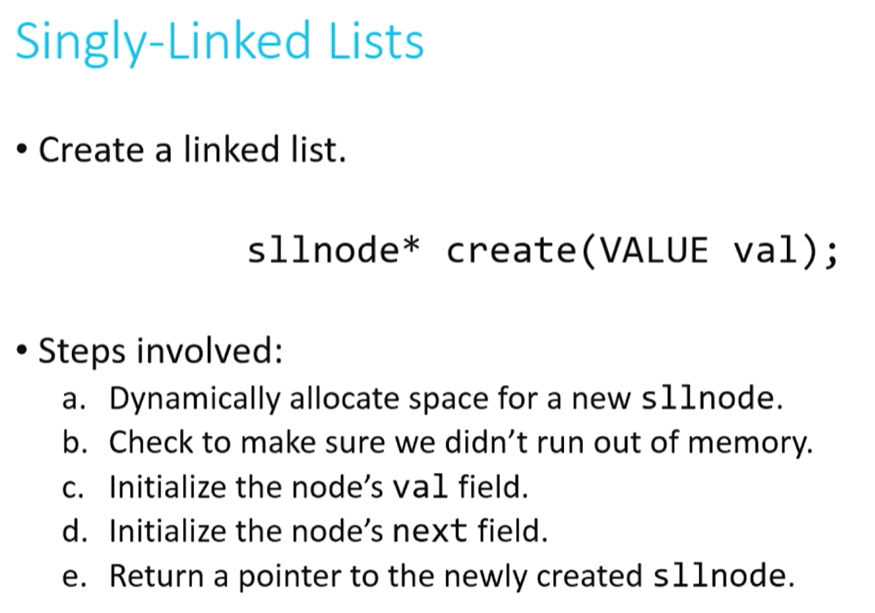 Singly-Linked Lists
• Create a linked list.
sllnode* create(VALUE val);
• Steps involved:
a. Dynamically allocate space for a new sllnode.
b. Check to make sure we didn’t run out of memory.
c. Initialize the node’s val field.
d. Initialize the node’s next field.
e. Return a pointer to the newly created sllnode.